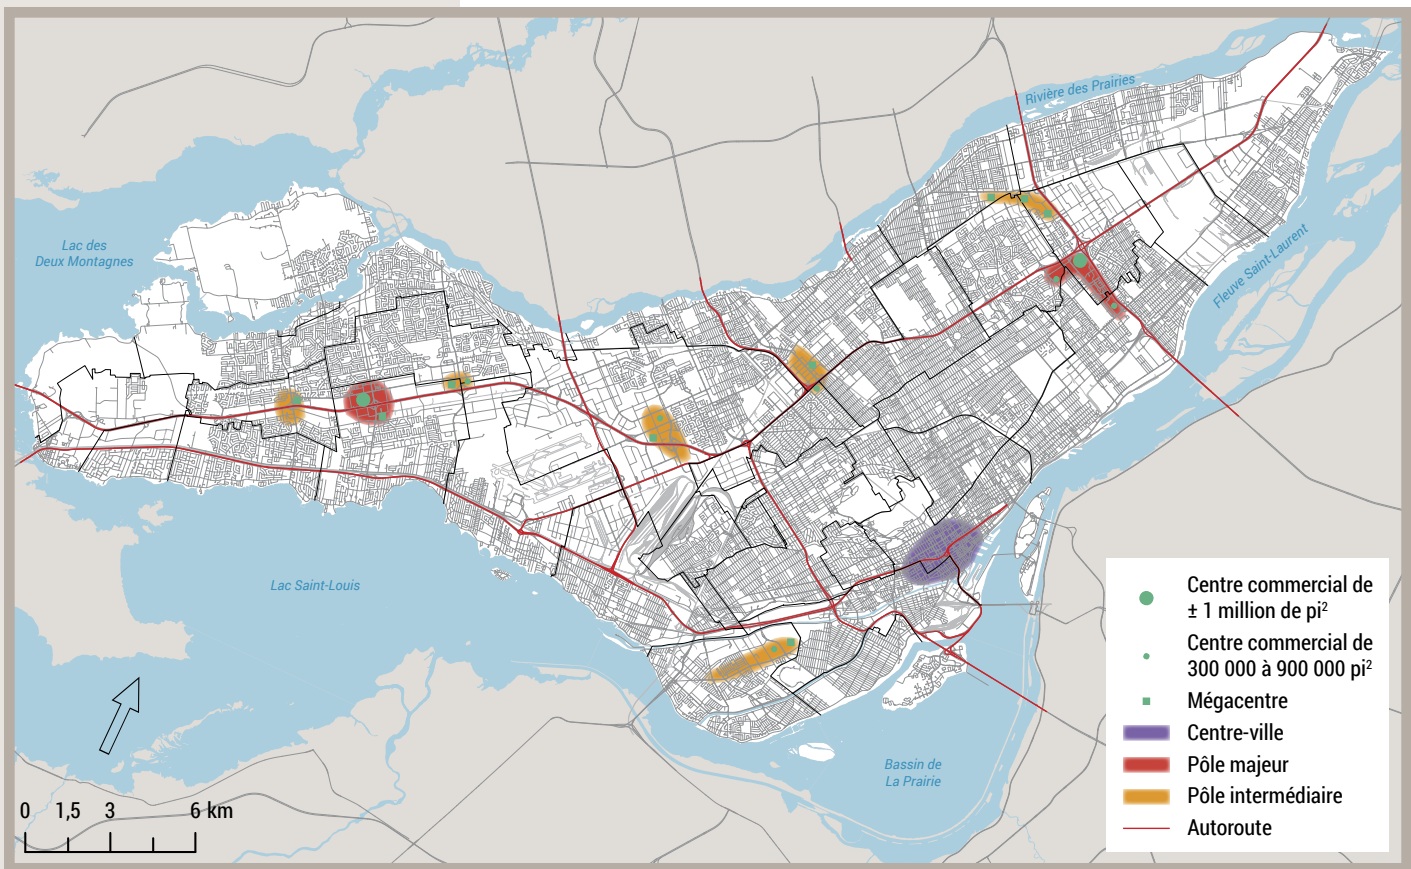 Rivière des Prairies
Lac des
Deux Montagnes
Fleuve Saint-Laurent
Lac Saint-Louis
Bassin de
La Prairie
0 1,5 3 6 km
Centre commercial de
± 1 million de pi²
Centre commercial de
300 000 à 900 000 pi²
Mégacentre
Centre-ville
Pôle majeur
Pôle intermédiaire
Autoroute